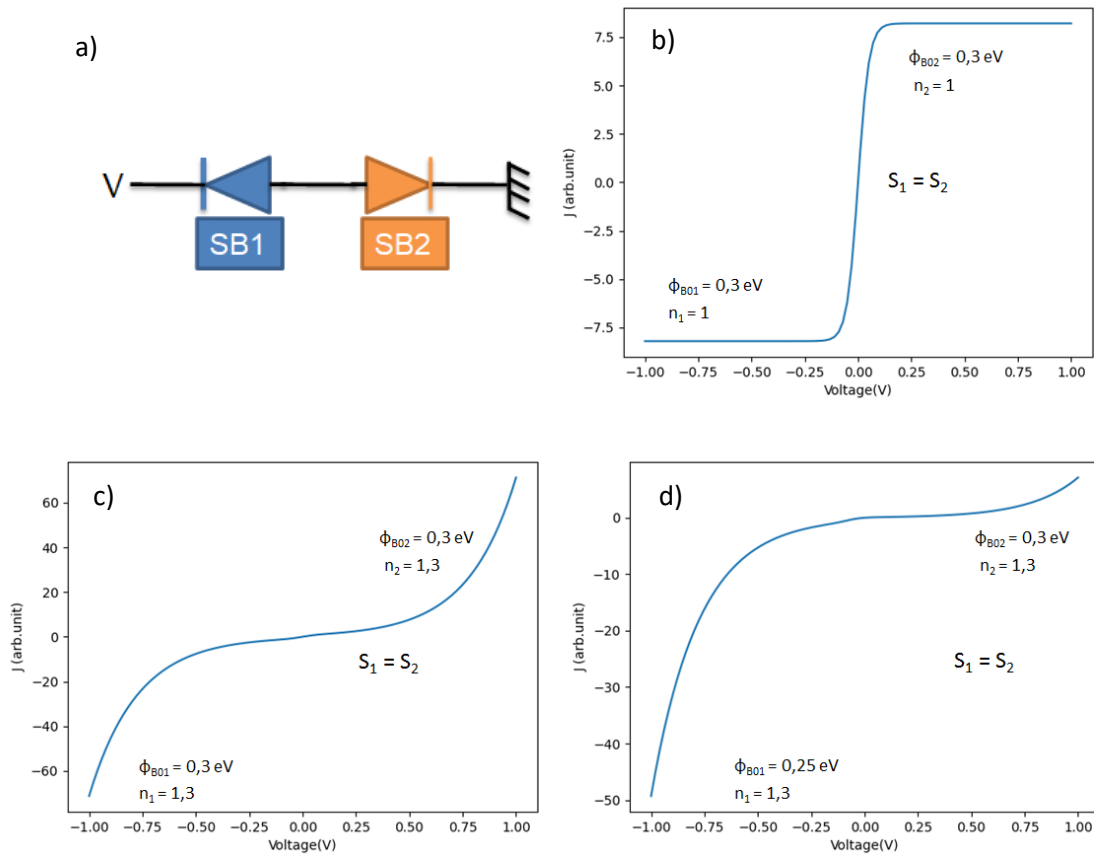 a)
V
SB1
SB2
b)
ϕB02 = 0,3 eV
n2 = 1
S1 = S2
ϕB01 = 0,3 eV
n1 = 1
J (arb.unit)
7.5
5.0
2.5
0.0
−2.5
−5.0
−7.5
−1.00 −0.75 −0.50 −0.25 0.00 0.25 0.50 0.75 1.00
Voltage(V)
c)
ϕB02 = 0,3 eV
n2 = 1,3
S1 = S2
ϕB01 = 0,3 eV
n1 = 1,3
J (arb.unit)
60
40
20
0
−20
−40
−60
−1.00 −0.75 −0.50 −0.25 0.00 0.25 0.50 0.75 1.00
Voltage(V)
d)
ϕB02 = 0,3 eV
n2 = 1,3
S1 = S2
ϕB01 = 0,25 eV
n1 = 1,3
J (arb.unit)
0
−10
−20
−30
−40
−50
−1.00 −0.75 −0.50 −0.25 0.00 0.25 0.50 0.75 1.00
Voltage(V)